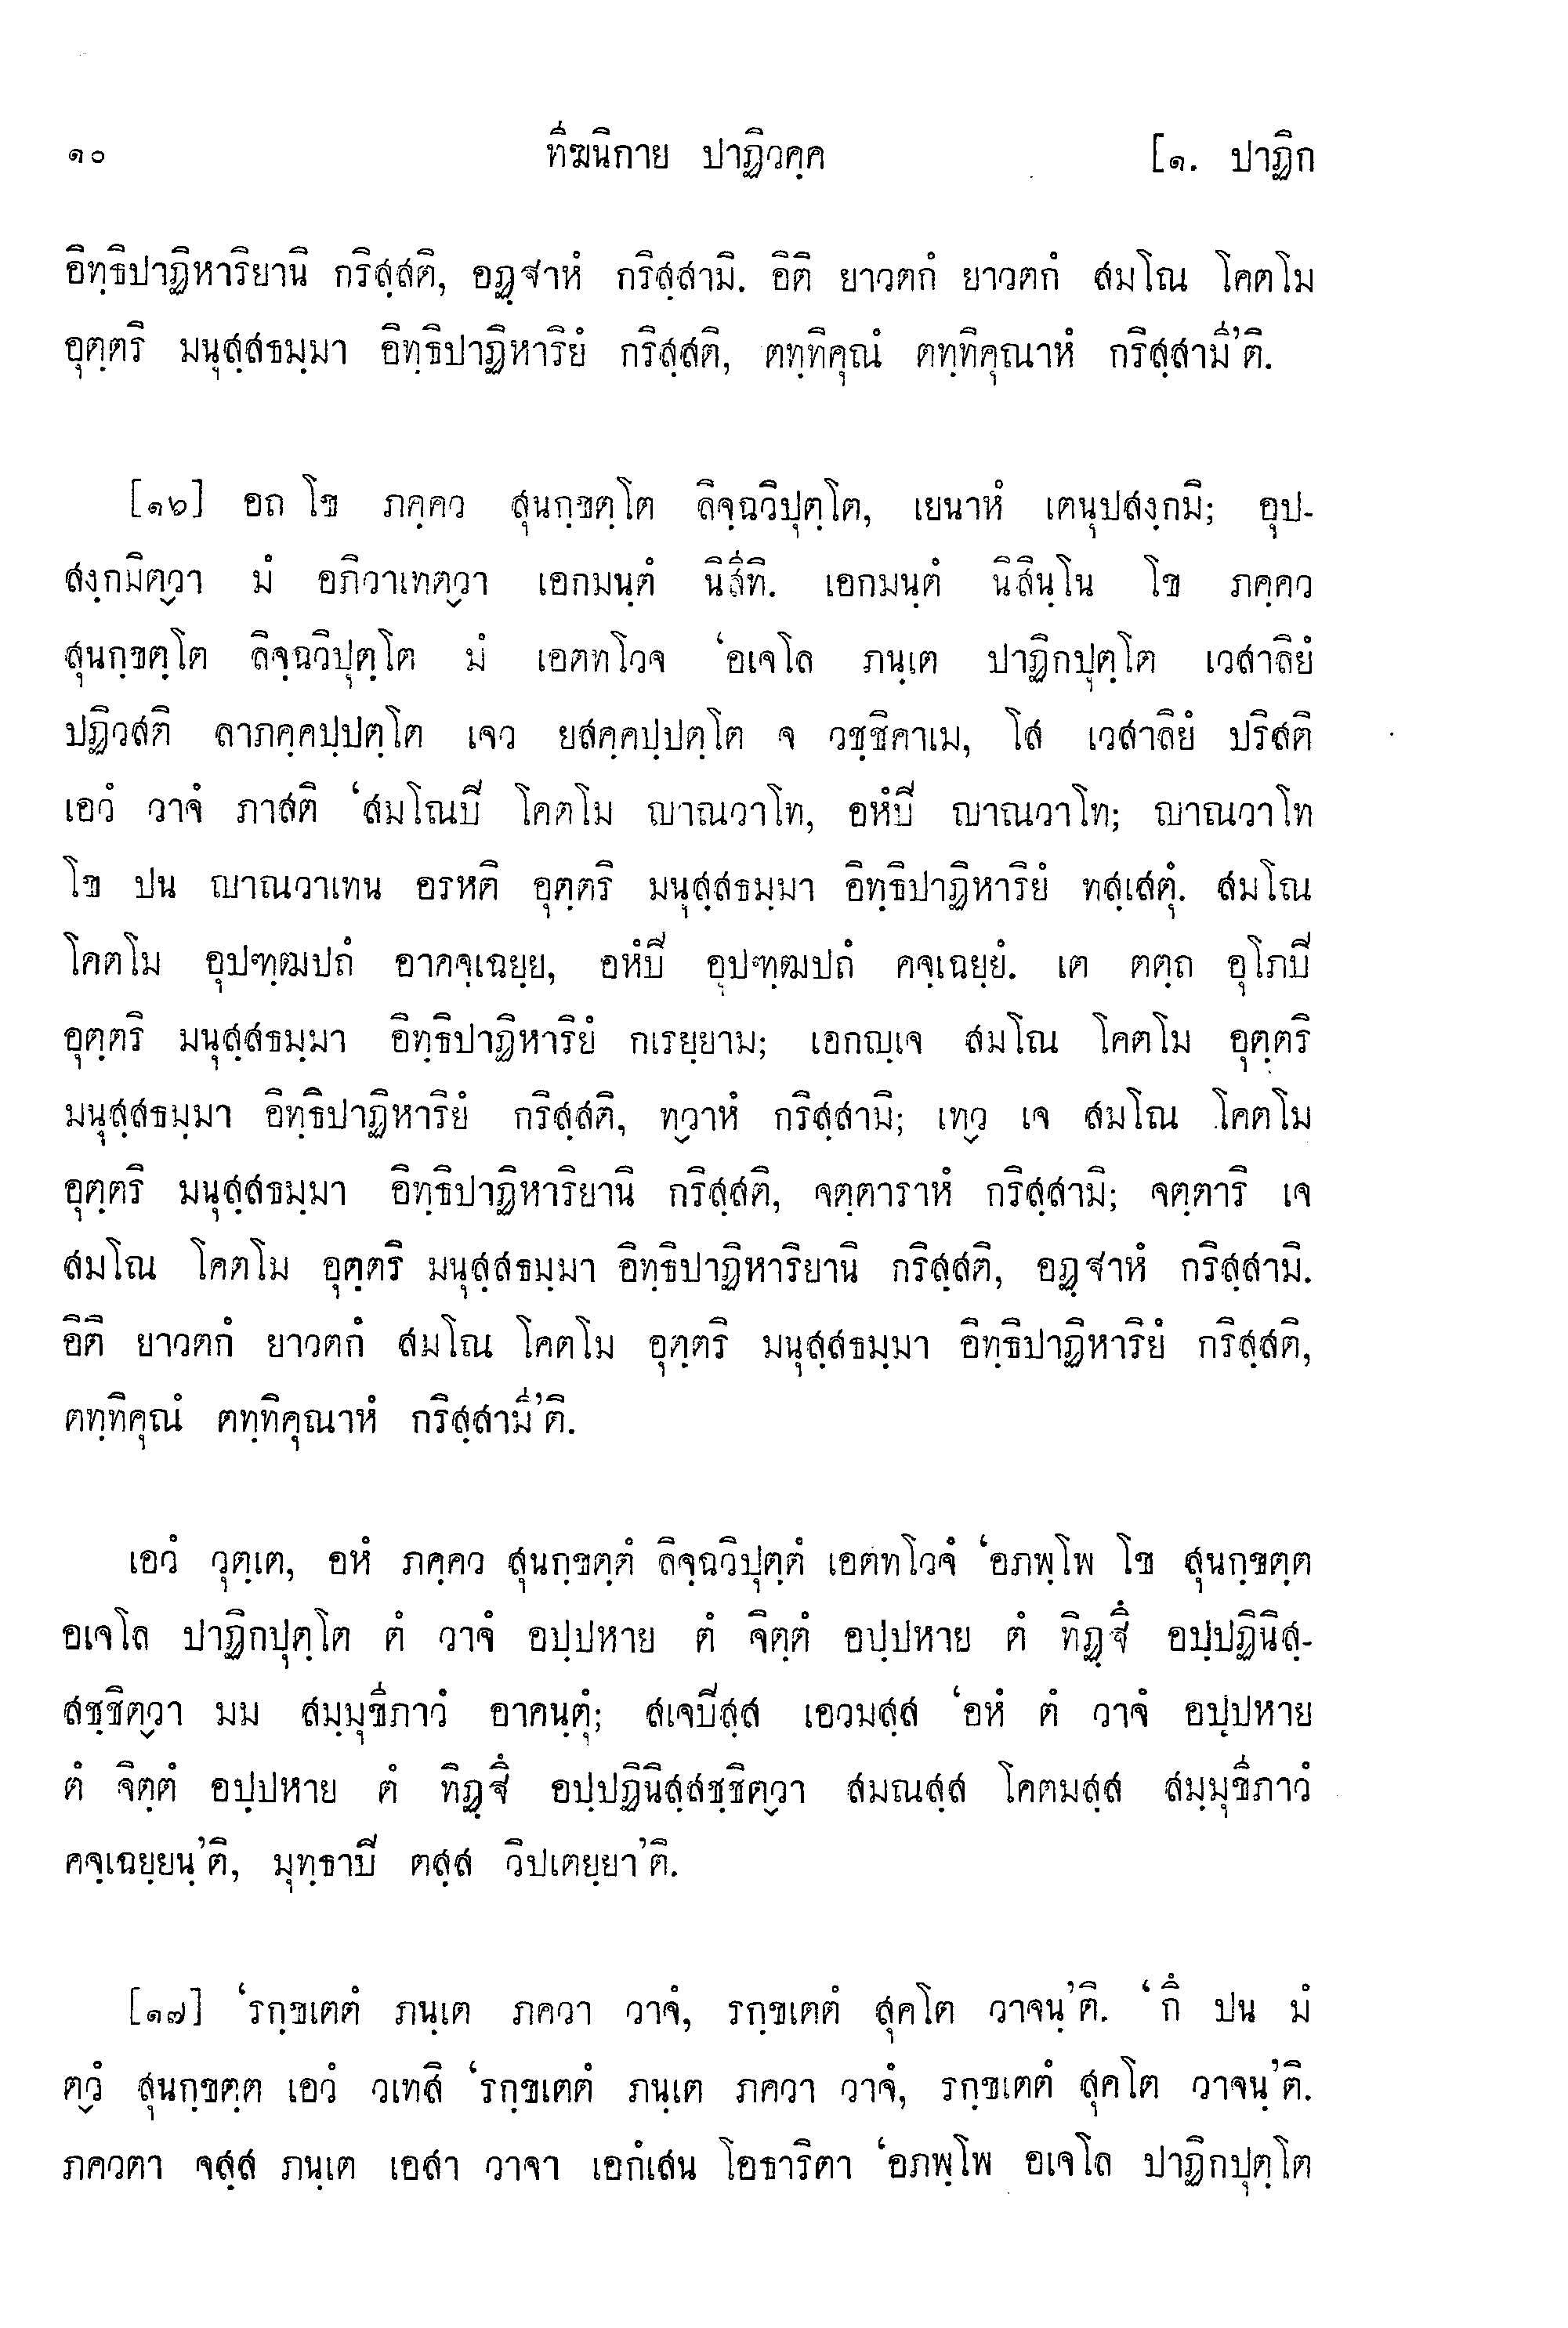 ๑๐ ทีฆนิกาย ปาฏิวคฺค [๑. ปาฏิก
อิทฺธิปาฏิหาริยานิ กริสฺสติ, อฏฺฐาหํ กริสฺสามิ. อิติ ยาวตกํ ยาวตกํ สมโณ โคตโม
อุตฺตริ มนุสฺสธมฺมา อิทฺธิปาฏิหาริยํ กริสฺสติ, ตทฺทิคุณํ ตทฺทิคุณาหํ กริสฺสามี’ติ.
[๑๖] อถ โข ภคฺคว สุนกฺขตฺโต ลิจฺฉวิปุตฺโต, เยนาหํ เตนุปสงฺกมิ; อุป-
สงฺกมิตฺวา มํ อภิวาเทตฺวา เอกมนฺตํ นิสีทิ. เอกมนฺตํ นิสินฺโน โข ภคฺคว
สุนกฺขตฺโต ลิจฺฉวิปุตฺโต มํ เอตทโวจ ‘อเจโล ภนฺเต ปาฏิกปุตฺโต เวสาลิยํ
ปฏิวสติ ลาภคฺคปฺปตฺโต เจว ยสคฺคปฺปตฺโต จ วชฺชิคาเม, โส เวสาลิยํ ปริสติ
เอวํ วาจํ ภาสติ ‘สมโณปี โคตโม ญาณวาโท, อหํปี ญาณวาโท; ญาณวาโท
โข ปน ญาณวาเทน อรหติ อุตฺตริ มนุสฺสธมฺมา อิทฺธิปาฏิหาริยํ ทสฺเสตุํ. สมโณ
โคตโม อุปฑฺฒปถํ อาคจฺเฉยฺย, อหํปี อุปฑฺฒปถํ คจฺเฉยฺยํ. เต ตตฺถ อุโภปี
อุตฺตริ มนุสฺสธมฺมา อิทฺธิปาฏิหาริยํ กเรยฺยาม; เอกญฺเจ สมโณ โคตโม อุตฺตริ
มนุสฺสธมฺมา อิทฺธิปาฏิหาริยํ กริสฺสติ, ทฺวาหํ กริสฺสามิ; เทฺว เจ สมโณ โคตโม
อุตฺตริ มนุสฺสธมฺมา อิทฺธิปาฏิหาริยานิ กริสฺสติ, จตฺตาราหํ กริสฺสามิ; จตฺตาริ เจ
สมโณ โคตโม อุตฺตริ มนุสฺสธมฺมา อิทฺธิปาฏิหาริยานิ กริสฺสติ, อฏฺฐาหํ กริสฺสามิ.
อิติ ยาวตกํ ยาวตกํ สมโณ โคตโม อุตฺตริ มนุสฺสธมฺมา อิทฺธิปาฏิหาริยํ กริสฺสติ,
ตทฺทิคุณํ ตทฺทิคุณาหํ กริสฺสามี’ติ.
เอวํ วุตฺเต, อหํ ภคฺคว สุนกฺขตฺตํ ลิจฺฉวิปุตฺตํ เอตทโวจํ ‘อภพฺโพ โข สุนกฺขตฺต
อเจโล ปาฏิกปุตฺโต ตํ วาจํ อปฺปหาย ตํ จิตฺตํ อปฺปหาย ตํ ทิฏฺฐึ อปฺปฏินิสฺ-
สชฺชิตฺวา มม สมฺมุขีภาวํ อาคนฺตุํ; สเจปีสฺส เอวมสฺส ‘อหํ ตํ วาจํ อปฺปหาย
ตํ จิตฺตํ อปฺปหาย ตํ ทิฏฺฐึ อปฺปฏินิสฺสชฺชิตฺวา สมณสฺส โคตมสฺส สมฺมุขีภาวํ
คจฺเฉยฺยนฺ’ติ, มุทฺธาปี ตสฺส วิปเตยฺยา’ติ.
[๑๗] ‘รกฺขเตตํ ภนฺเต ภควา วาจํ, รกฺขเตตํ สุคโต วาจนฺ’ติ. ‘กึ ปน มํ
ตฺวํ สุนกฺขตฺต เอวํ วเทสิ ‘รกฺขเตตํ ภนฺเต ภควา วาจํ, รกฺขเตตํ สุคโต วาจนฺ’ติ.
ภควตา จสฺส ภนฺเต เอสา วาจา เอกํเสน โอธาริตา ‘อภพฺโพ อเจโล ปาฏิกปุตฺโต